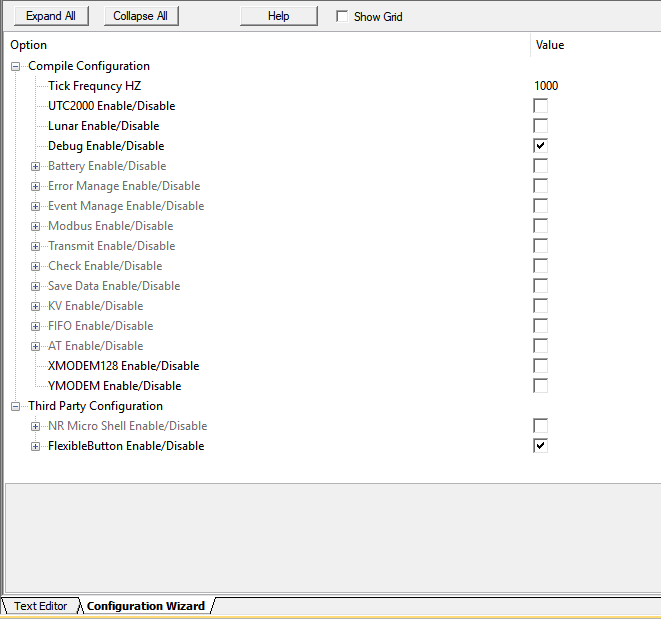 Expand All Collapse All Help Show Grid
Option Value
Compile Configuration
Tick Frequncy HZ 1000
UTC2000 Enable/Disable
Lunar Enable/Disable
Debug Enable/Disable
Battery Enable/Disable
Error Manage Enable/Disable
Event Manage Enable/Disable
Modbus Enable/Disable
Transmit Enable/Disable
Check Enable/Disable
Save Data Enable/Disable
KV Enable/Disable
FIFO Enable/Disable
AT Enable/Disable
XMODEM128 Enable/Disable
YMODEM Enable/Disable
Third Party Configuration
NR Micro Shell Enable/Disable
FlexibleButton Enable/Disable
Text Editor Configuration Wizard